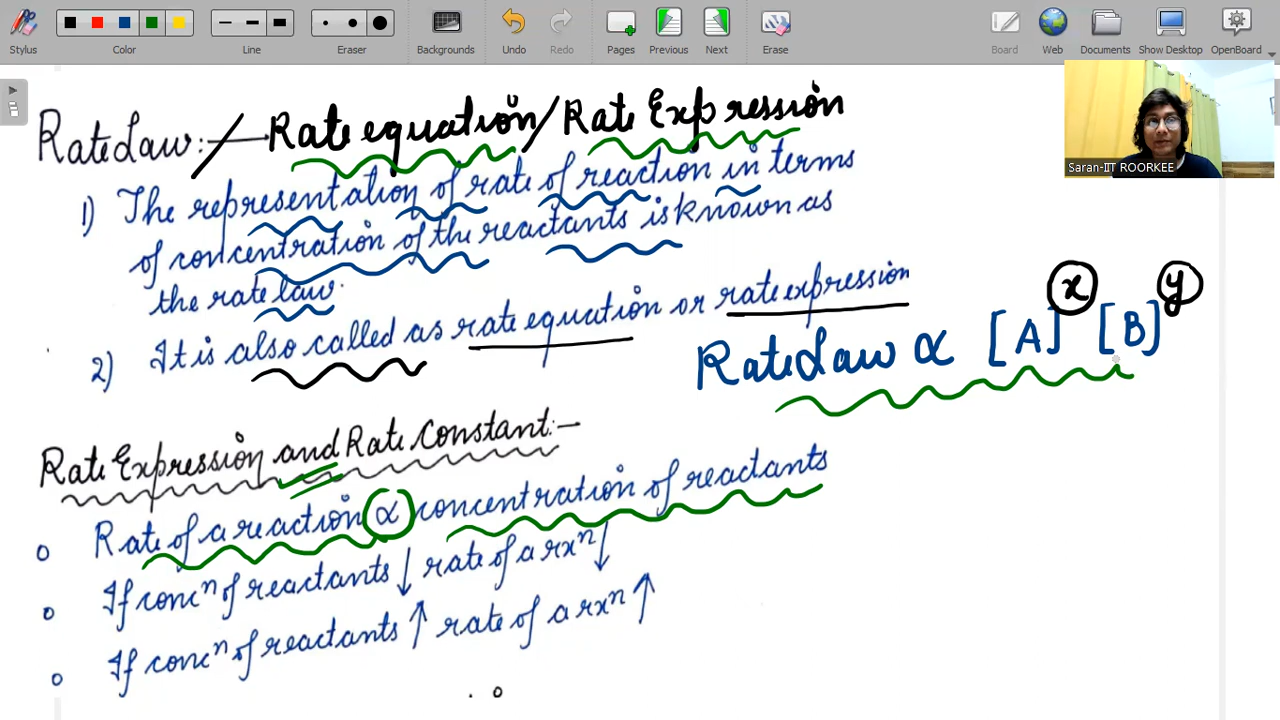 Stylus
Color
Line
Eraser
Backgrounds
Undo
Redo
Pages
Previous
Next
Erase
Board
Web
Documents
Show Desktop
OpenBoard
Saran-IIT ROORKEE
Rate Law:- Rate equation/Rate Expression
1) The representation of rate of reaction in terms
of concentration of the reactants is known as
the rate law.
2) It is also called as rate equation or rate expression
Rate Law ∝ [A]^x [B]^y
Rate Expression and Rate Constant:-
o Rate of a reaction ∝ concentration of reactants
o If concⁿ of reactants ↓ rate of a rxⁿ ↓
o If concⁿ of reactants ↑ rate of a rxⁿ ↑